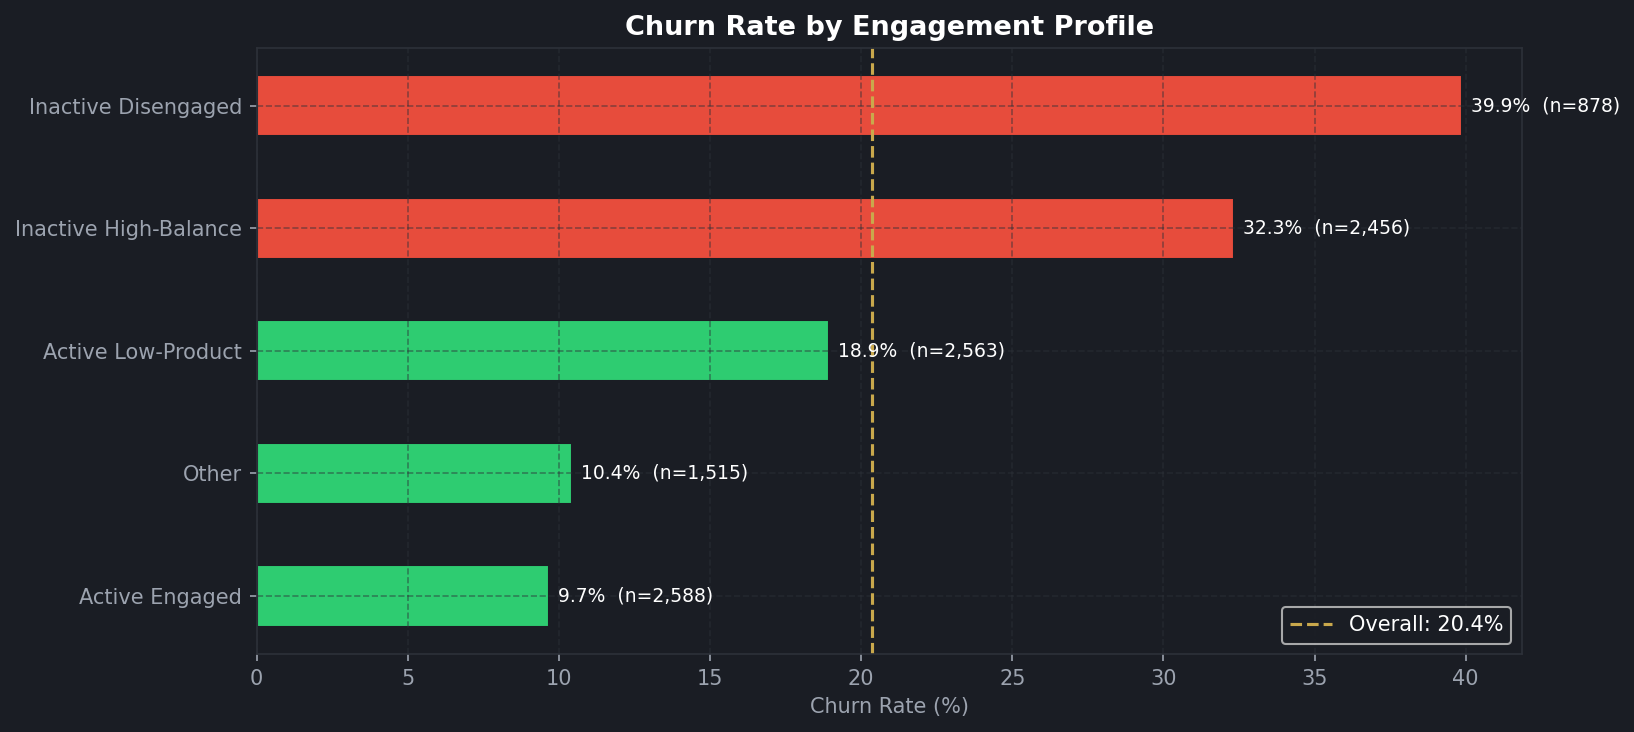 Churn Rate by Engagement Profile
Inactive Disengaged
39.9%  (n=878)
Inactive High-Balance
32.3%  (n=2,456)
Active Low-Product
18.9%  (n=2,563)
Other
10.4%  (n=1,515)
Active Engaged
9.7%  (n=2,588)
Overall: 20.4%
0 5 10 15 20 25 30 35 40
Churn Rate (%)